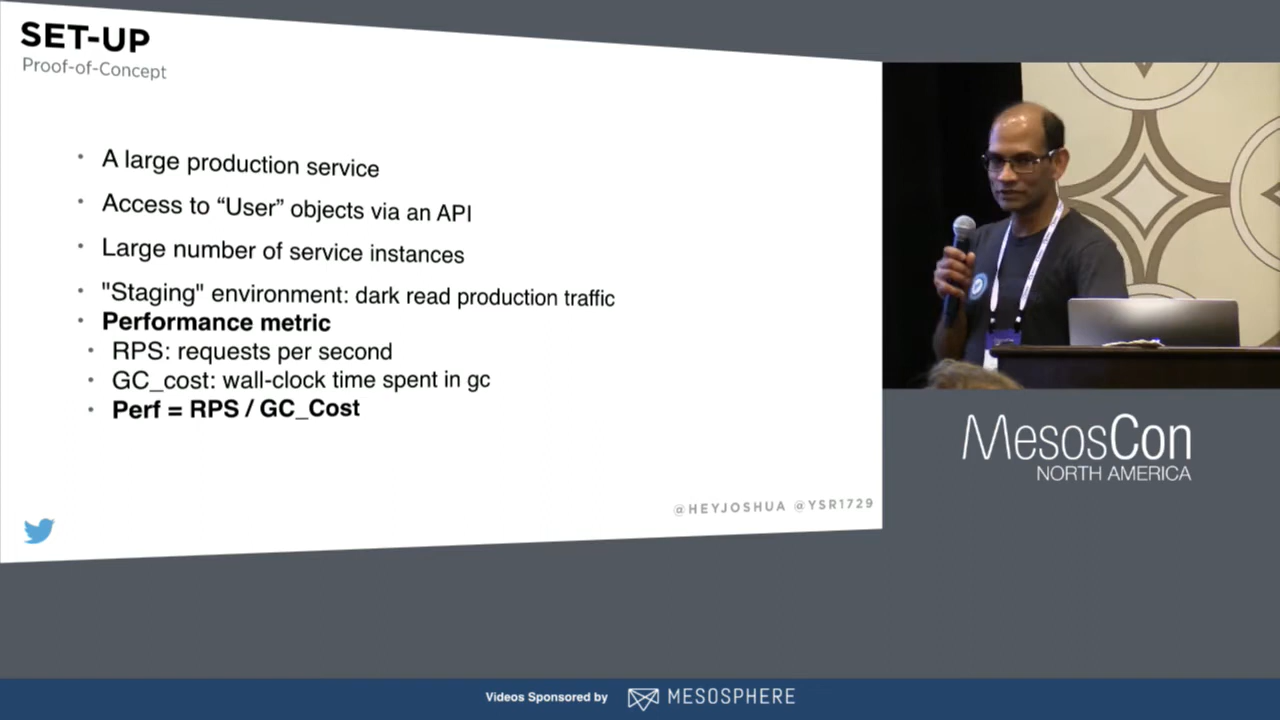 SET-UP
Proof-of-Concept
• A large production service
• Access to “User” objects via an API
• Large number of service instances
• "Staging" environment: dark read production traffic
• Performance metric
• RPS: requests per second
• GC_cost: wall-clock time spent in gc
• Perf = RPS / GC_Cost
@HEYJOSHUA @YSR1729
MesosCon
NORTH AMERICA
Videos Sponsored by MESOSPHERE